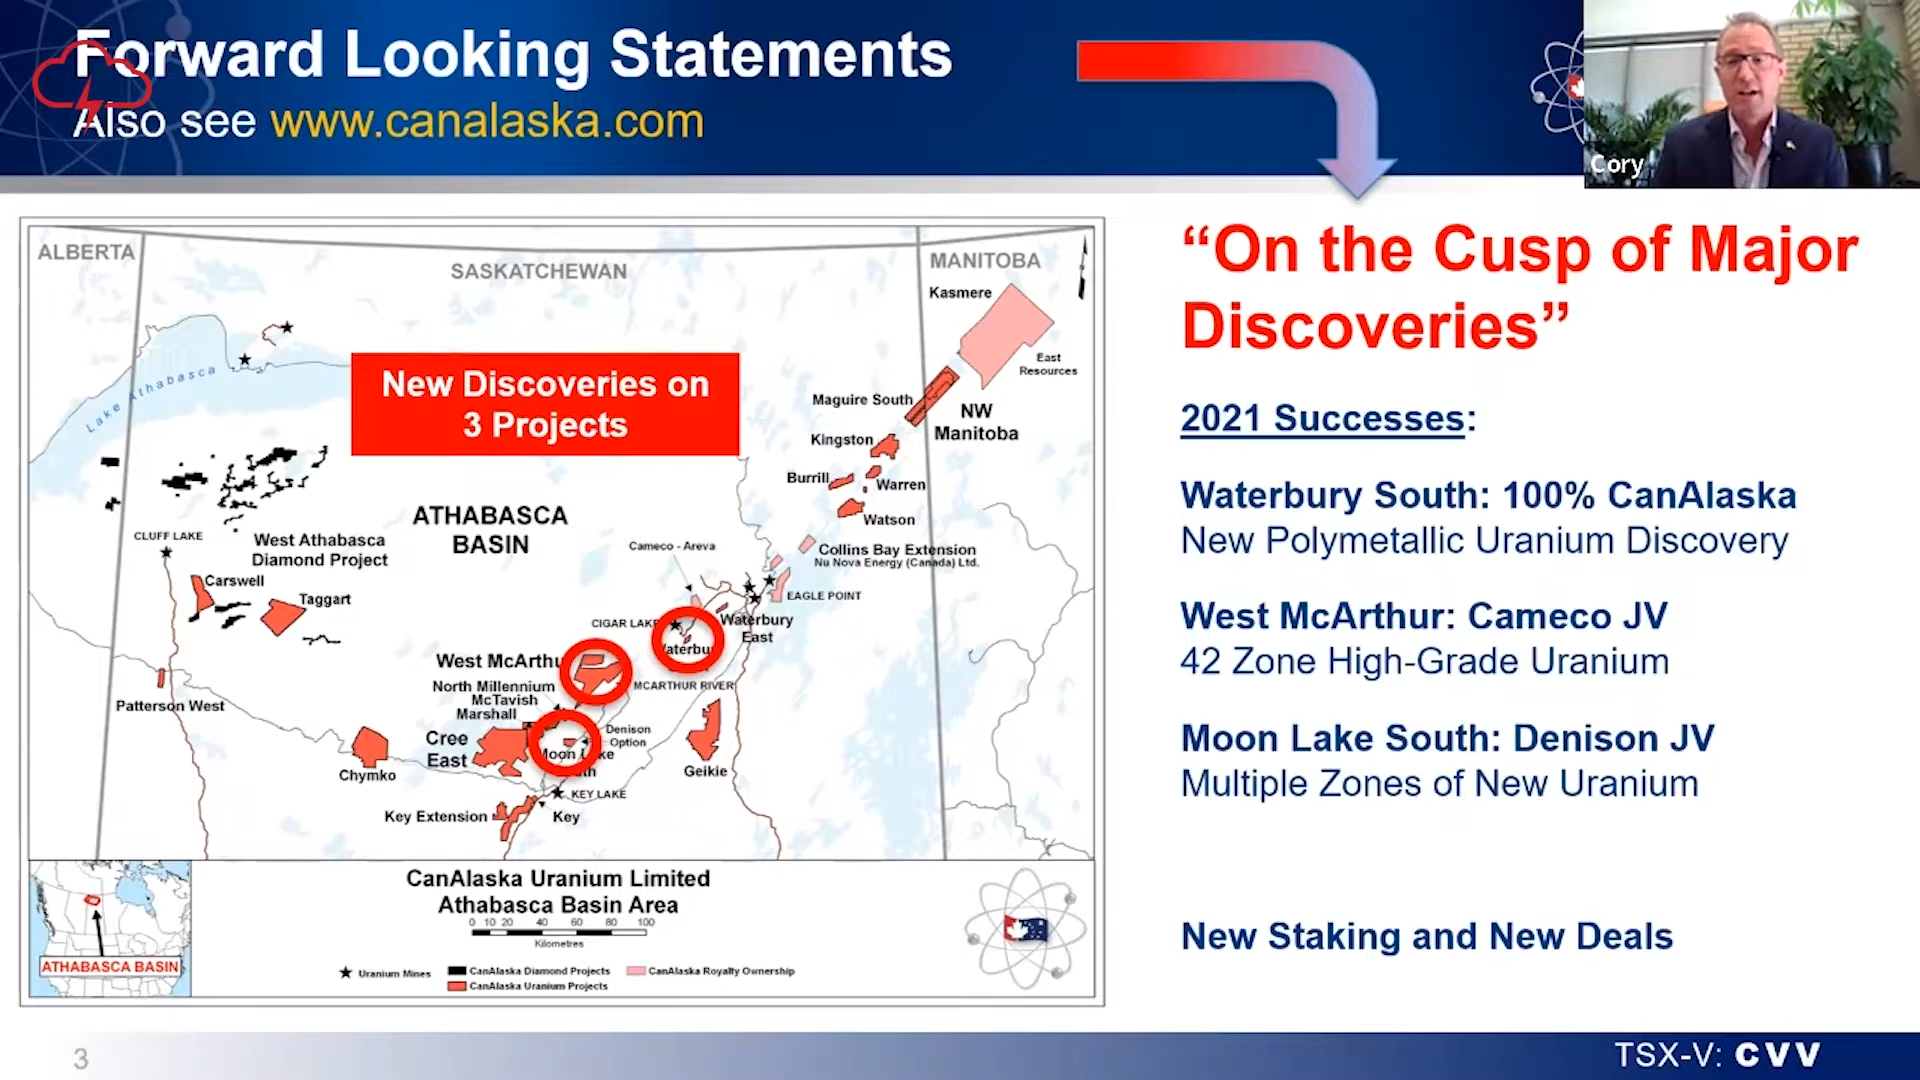 Forward Looking Statements
Also see www.canalaska.com
Cory
ALBERTA
SASKATCHEWAN
MANITOBA
Kasmere
East
Resources
Lake Athabasca
New Discoveries on
3 Projects
Maguire South
NW
Manitoba
Kingston
Burrill
Warren
Watson
ATHABASCA
BASIN
CLUFF LAKE
West Athabasca
Diamond Project
Cameco - Areva
Collins Bay Extension
Nu Nova Energy (Canada) Ltd.
Carswell
Taggart
EAGLE POINT
CIGAR LAKE
Waterbury
East
West McArthu
North Millennium
MCARTHUR RIVER
McTavish
Marshall
Patterson West
Denison
Option
Cree
East
Moon Lake
Chymko
Geikie
KEY LAKE
Key Extension
Key
CanAlaska Uranium Limited
Athabasca Basin Area
0 10 20 40 60 80 100
Kilometres
ATHABASCA BASIN
Uranium Mines
CanAlaska Diamond Projects
CanAlaska Royalty Ownership
CanAlaska Uranium Projects
“On the Cusp of Major
Discoveries”
2021 Successes:
Waterbury South: 100% CanAlaska
New Polymetallic Uranium Discovery
West McArthur: Cameco JV
42 Zone High-Grade Uranium
Moon Lake South: Denison JV
Multiple Zones of New Uranium
New Staking and New Deals
3
TSX-V: CVV